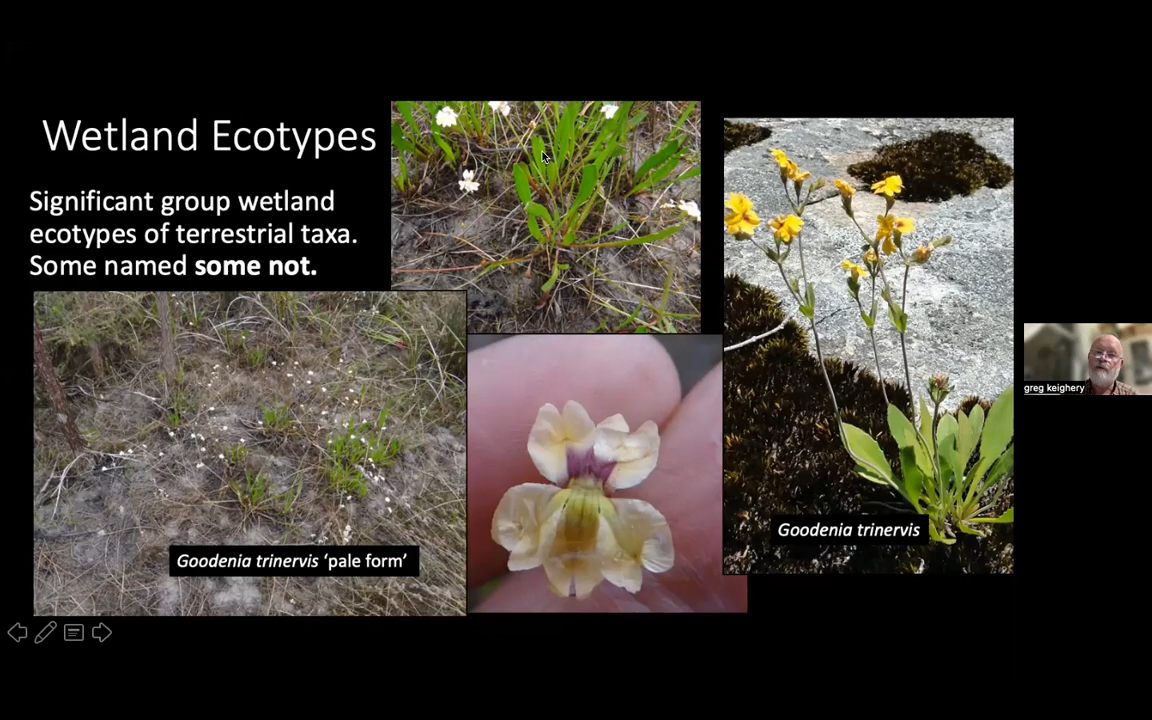 Wetland Ecotypes
Significant group wetland
ecotypes of terrestrial taxa.
Some named some not.
Goodenia trinervis ‘pale form’
Goodenia trinervis
greg keighery